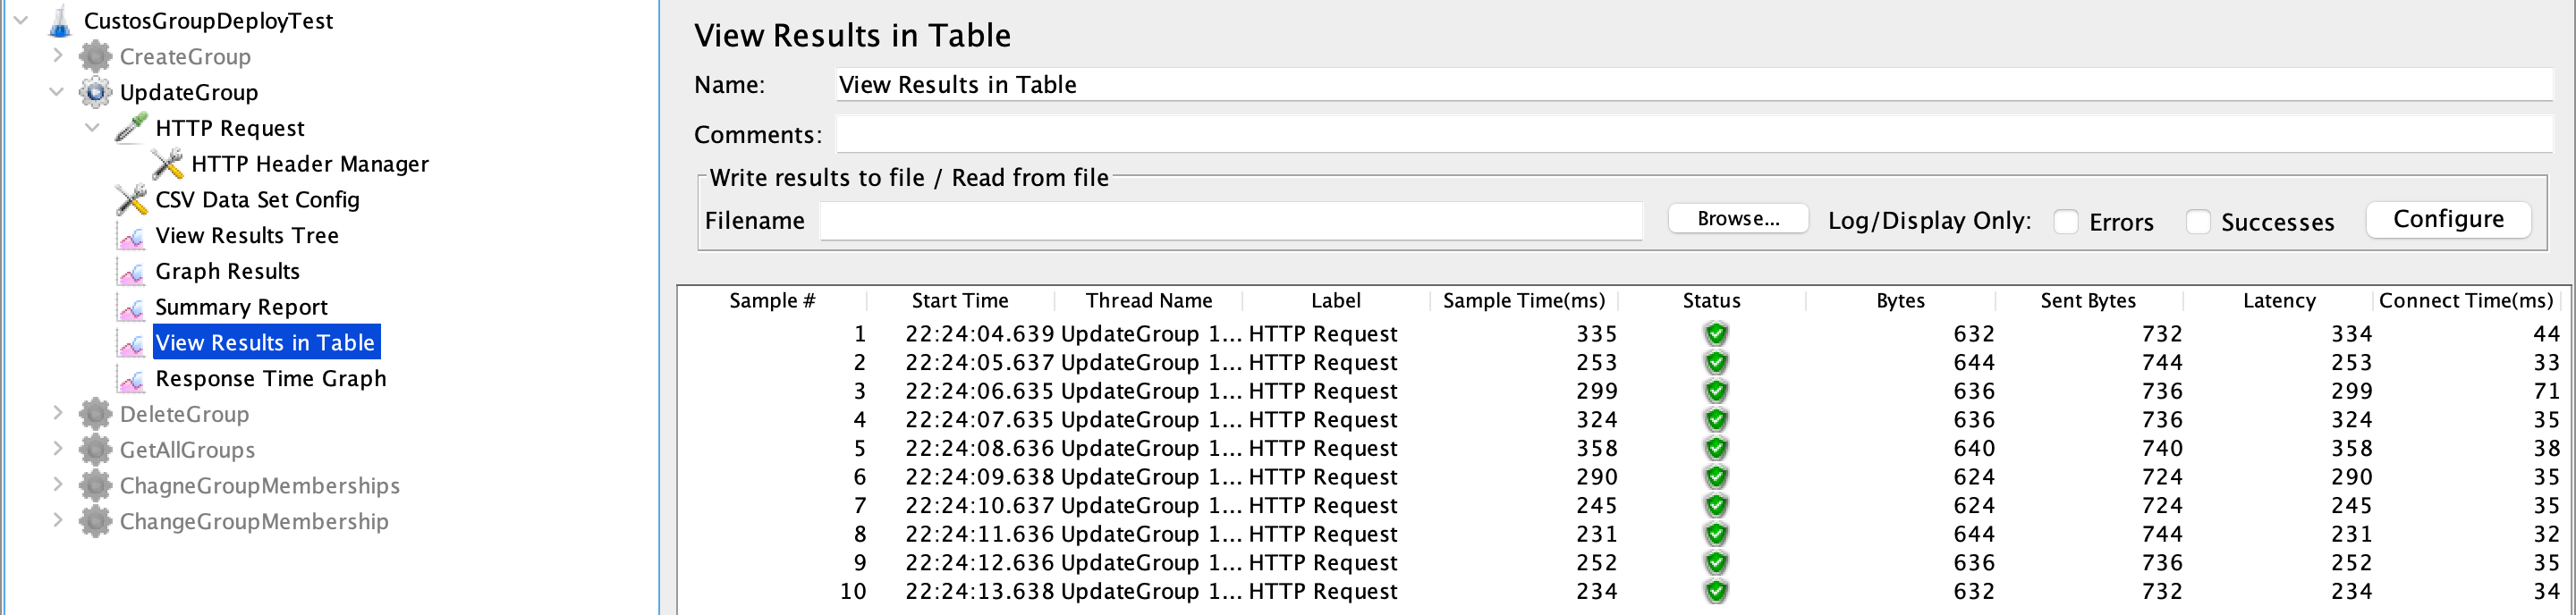 CustosGroupDeployTest
CreateGroup
UpdateGroup
HTTP Request
HTTP Header Manager
CSV Data Set Config
View Results Tree
Graph Results
Summary Report
View Results in Table
Response Time Graph
DeleteGroup
GetAllGroups
ChagneGroupMemberships
ChangeGroupMembership
View Results in Table
Name: View Results in Table
Comments:
Write results to file / Read from file
Filename Browse... Log/Display Only: Errors Successes Configure
Sample # Start Time Thread Name Label Sample Time(ms) Status Bytes Sent Bytes Latency Connect Time(ms)
1 22:24:04.639 UpdateGroup 1... HTTP Request 335 632 732 334 44
2 22:24:05.637 UpdateGroup 1... HTTP Request 253 644 744 253 33
3 22:24:06.635 UpdateGroup 1... HTTP Request 299 636 736 299 71
4 22:24:07.635 UpdateGroup 1... HTTP Request 324 636 736 324 35
5 22:24:08.636 UpdateGroup 1... HTTP Request 358 640 740 358 38
6 22:24:09.638 UpdateGroup 1... HTTP Request 290 624 724 290 35
7 22:24:10.637 UpdateGroup 1... HTTP Request 245 624 724 245 35
8 22:24:11.636 UpdateGroup 1... HTTP Request 231 644 744 231 32
9 22:24:12.636 UpdateGroup 1... HTTP Request 252 636 736 252 35
10 22:24:13.638 UpdateGroup 1... HTTP Request 234 632 732 234 34